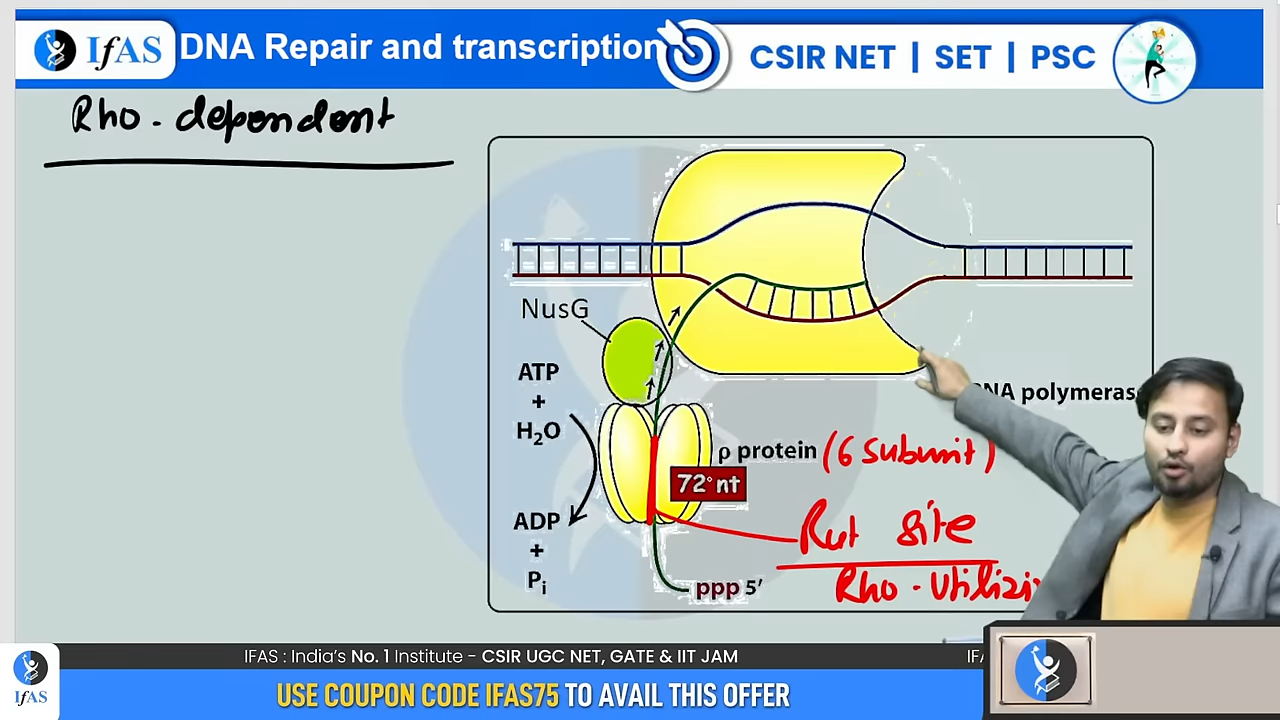 IfAS
DNA Repair and transcription
CSIR NET | SET | PSC
Rho - dependent
NusG
ATP
+
H₂O
ρ protein (6 subunit)
72° nt
ADP
+
Pi
Rut site
ppp 5'
polymerase
IFAS : India's No. 1 Institute – CSIR UGC NET, GATE & IIT JAM
IfAS
USE COUPON CODE IFAS75 TO AVAIL THIS OFFER